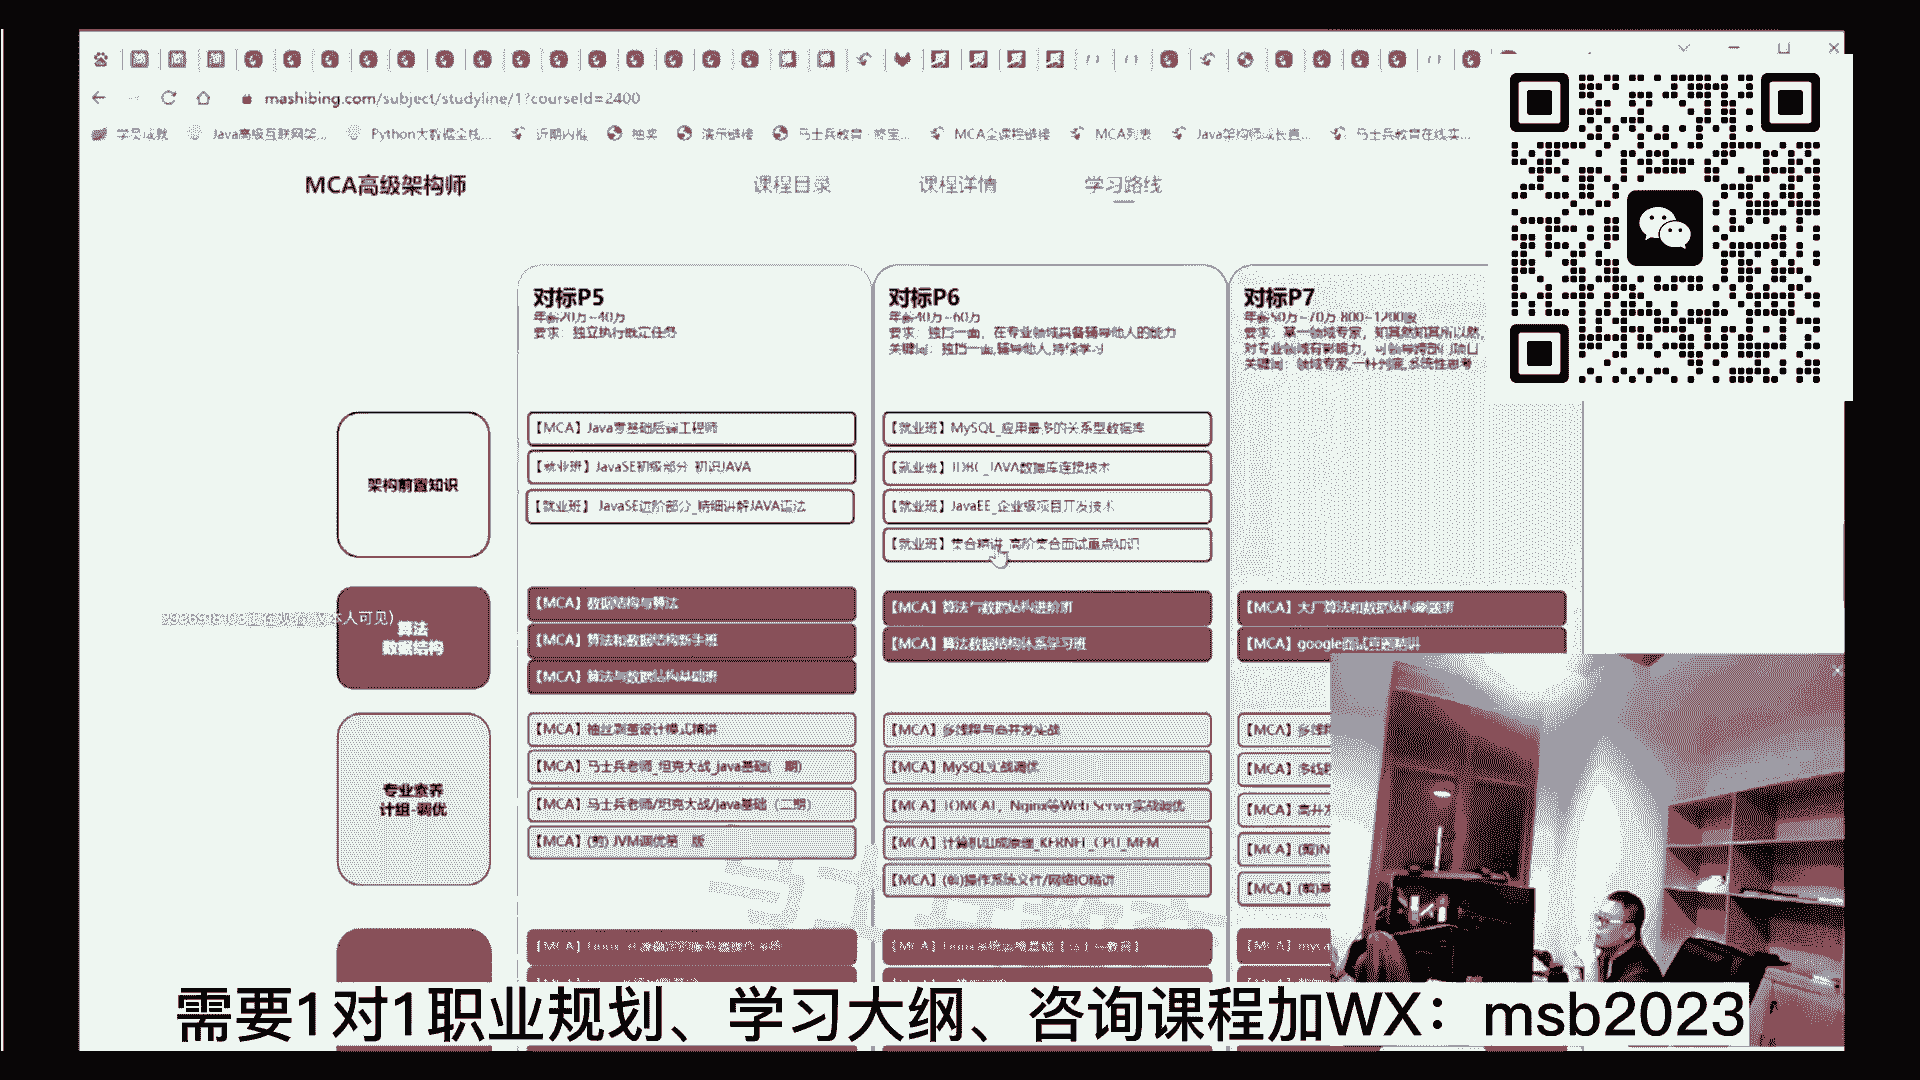 mashibing.com/subject/studyline/1?courseId=2400
学员成就 Java高级互联网架... Python大数据全栈... 近期内推 抽奖 演示链接 马士兵教育 MCA全课程链接 MCA列表 Java架构师成长直... 马士兵教育在线实...
MCA高级架构师 课程目录 课程详情 学习路线
对标P5
年薪20万~40万
要求：独立执行既定任务
对标P6
年薪40万~60万
要求：独挡一面，在专业领域具备辅导他人的能力
关键词：独挡一面,辅导他人,持续学习
对标P7
年薪50万~70万 800~1200股
要求：某一领域专家，知其然知其所以然，
对专业领域有影响力，可领导跨部门项目
关键词：领域专家,一针到底,系统性思考
架构前置知识
【MCA】Java零基础后端工程师
【就业班】JavaSE初级部分_初识JAVA
【就业班】JavaSE进阶部分_精细讲解JAVA语法
【就业班】MySQL_应用最多的关系型数据库
【就业班】JDBC_JAVA数据库连接技术
【就业班】JavaEE_企业级项目开发技术
【就业班】集合精讲_高阶集合面试重点知识
本人可见)
算法
数据结构
【MCA】数据结构与算法
【MCA】算法和数据结构新手班
【MCA】算法与数据结构基础班
【MCA】算法与数据结构进阶班
【MCA】算法数据结构体系学习班
【MCA】大厂算法和数据结构刷题班
【MCA】google面试真题精讲
专业素养
计组-调优
【MCA】抽丝剥茧设计模式精讲
【MCA】马士兵老师_坦克大战_java基础(一期)
【MCA】马士兵老师/坦克大战/java基础（二期）
【MCA】(前) JVM调优第一版
【MCA】多线程与高并发实战
【MCA】MySQL实战调优
【MCA】TOMCAT、Nginx等Web Server实战调优
【MCA】计算机组成原理_KERNEL_CPU_MEM
【MCA】(前)操作系统文件/网络IO精讲
【MCA】多线
【MCA】多线
【MCA】高并发
需要1对1职业规划、学习大纲、咨询课程加WX：msb2023